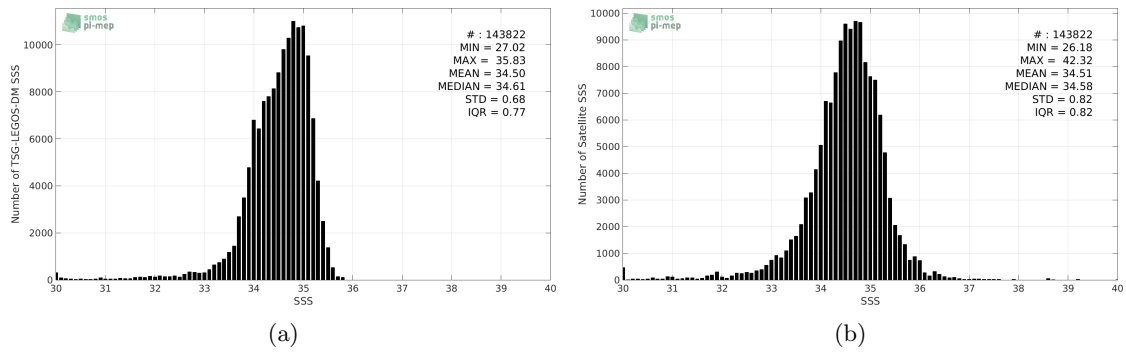 smos
pi-mep
# : 143822
MIN = 27.02
MAX = 35.83
MEAN = 34.50
MEDIAN = 34.61
STD = 0.68
IQR = 0.77
Number of TSG-LEGOS-DM SSS
10000
8000
6000
4000
2000
0
30 31 32 33 34 35 36 37 38 39 40
SSS
(a)
smos
pi-mep
# : 143822
MIN = 26.18
MAX = 42.32
MEAN = 34.51
MEDIAN = 34.58
STD = 0.82
IQR = 0.82
Number of Satellite SSS
10000
9000
8000
7000
6000
5000
4000
3000
2000
1000
0
30 31 32 33 34 35 36 37 38 39 40
SSS
(b)